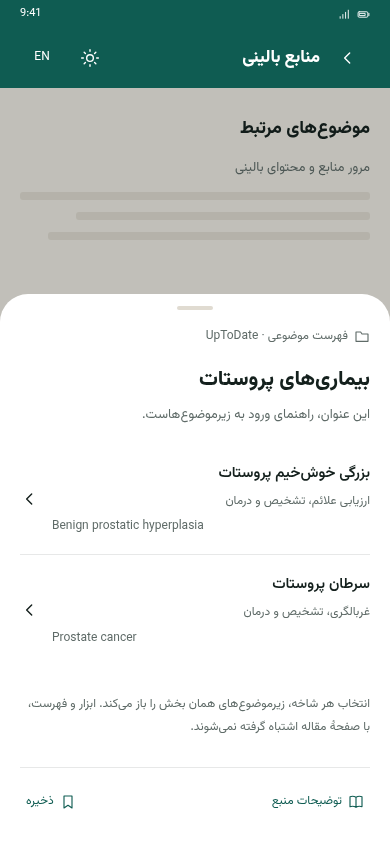 9:41
منابع بالینی
EN
موضوع‌های مرتبط
مرور منابع و محتوای بالینی
فهرست موضوعی · UpToDate
بیماری‌های پروستات
این عنوان، راهنمای ورود به زیرموضوع‌هاست.
بزرگی خوش‌خیم پروستات
ارزیابی علائم، تشخیص و درمان
Benign prostatic hyperplasia
سرطان پروستات
غربالگری، تشخیص و درمان
Prostate cancer
انتخاب هر شاخه، زیرموضوع‌های همان بخش را باز می‌کند. ابزار و فهرست،
با صفحهٔ مقاله اشتباه گرفته نمی‌شوند.
توضیحات منبع
ذخیره